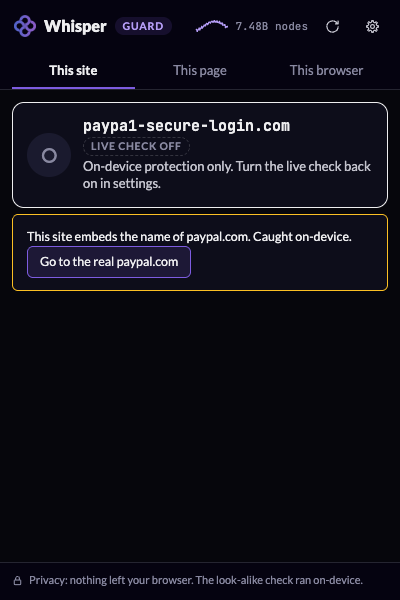 Whisper GUARD 7.48B nodes
This site This page This browser
paypa1-secure-login.com
LIVE CHECK OFF
On-device protection only. Turn the live check back
on in settings.
This site embeds the name of paypal.com. Caught on-device.
Go to the real paypal.com
Privacy: nothing left your browser. The look-alike check ran on-device.